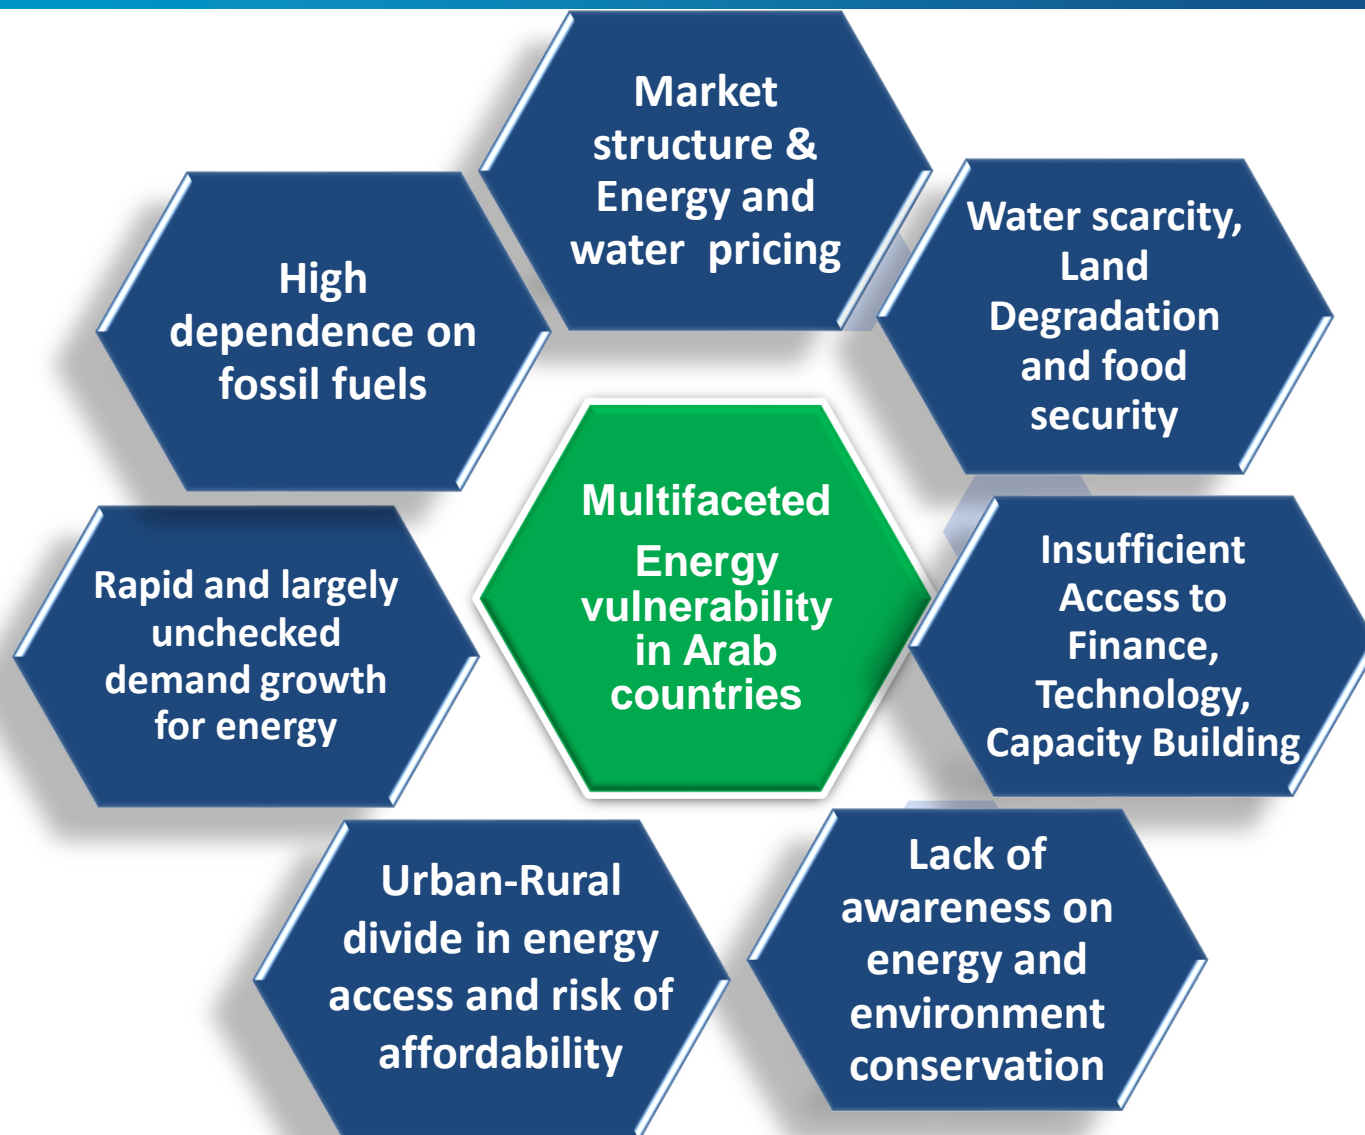 Market
structure &
Energy and
water pricing
Water scarcity,
Land
Degradation
and food
security
High
dependence on
fossil fuels
Multifaceted
Energy
vulnerability
in Arab
countries
Insufficient
Access to
Finance,
Technology,
Capacity Building
Rapid and largely
unchecked
demand growth
for energy
Urban-Rural
divide in energy
access and risk of
affordability
Lack of
awareness on
energy and
environment
conservation